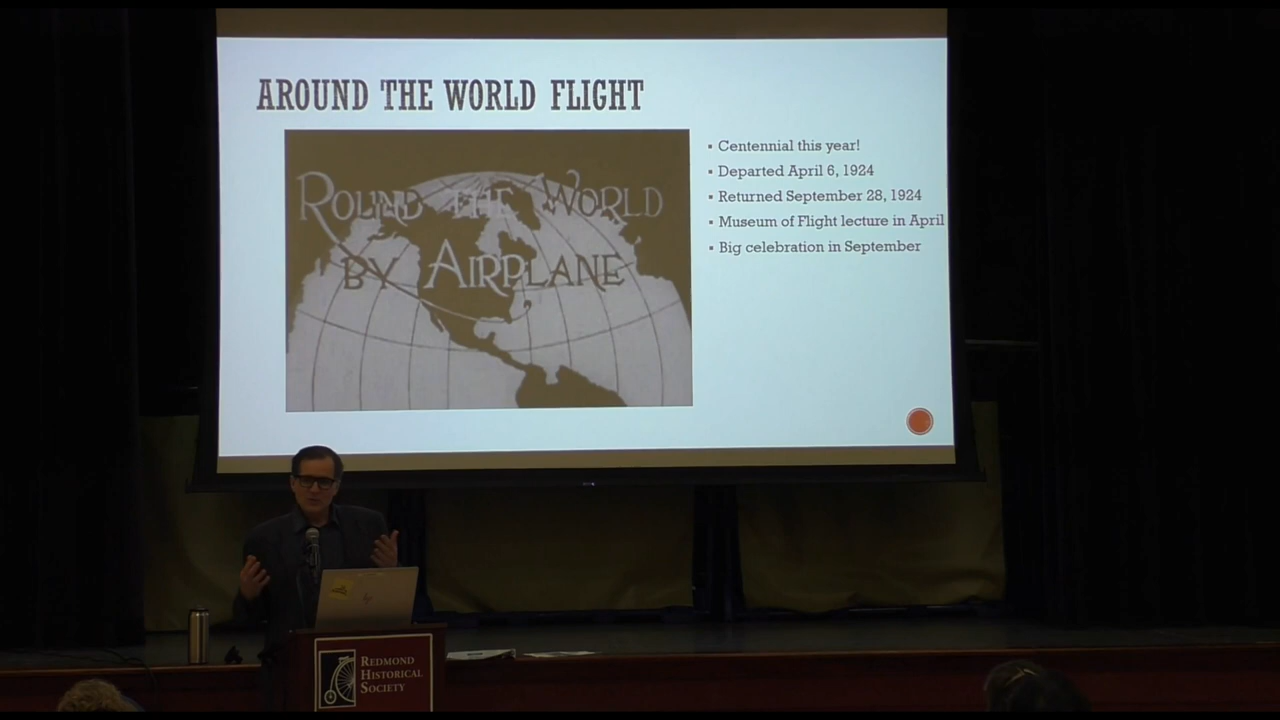 AROUND THE WORLD FLIGHT
ROUND THE WORLD
BY AIRPLANE
▪ Centennial this year!
▪ Departed April 6, 1924
▪ Returned September 28, 1924
▪ Museum of Flight lecture in April
▪ Big celebration in September
REDMOND
HISTORICAL
SOCIETY